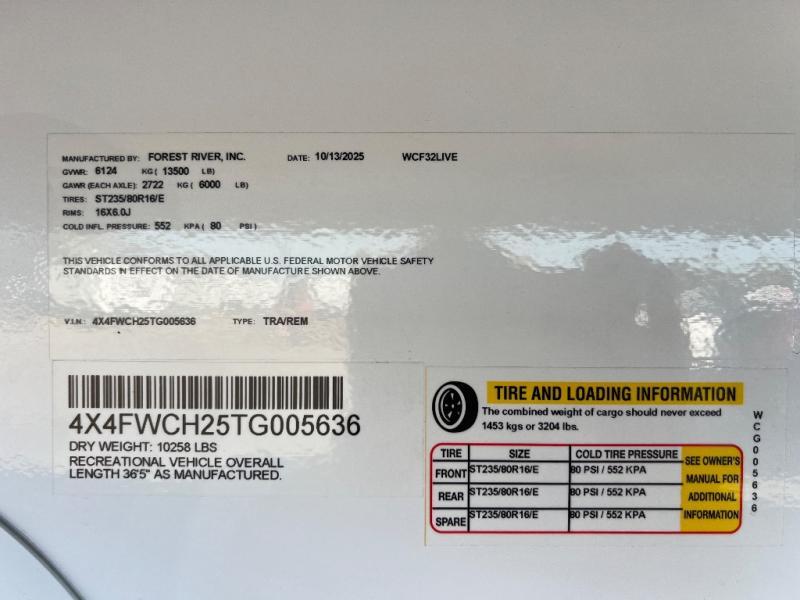 MANUFACTURED BY: FOREST RIVER, INC. DATE: 10/13/2025 WCF32LIVE
GVWR: 6124 KG ( 13500 LB)
GAWR (EACH AXLE): 2722 KG ( 6000 LB)
TIRES: ST235/80R16/E
RIMS: 16X6.0J
COLD INFL. PRESSURE: 552 KPA ( 80 PSI )
THIS VEHICLE CONFORMS TO ALL APPLICABLE U.S. FEDERAL MOTOR VEHICLE SAFETY
STANDARDS IN EFFECT ON THE DATE OF MANUFACTURE SHOWN ABOVE.
V.I.N.: 4X4FWCH25TG005636 TYPE: TRA/REM
4X4FWCH25TG005636
DRY WEIGHT: 10258 LBS
RECREATIONAL VEHICLE OVERALL
LENGTH 36'5" AS MANUFACTURED.
TIRE AND LOADING INFORMATION
The combined weight of cargo should never exceed
1453 kgs or 3204 lbs.
TIRE SIZE COLD TIRE PRESSURE
FRONT ST235/80R16/E 80 PSI / 552 KPA
REAR ST235/80R16/E 80 PSI / 552 KPA
SPARE ST235/80R16/E 80 PSI / 552 KPA
SEE OWNER'S
MANUAL FOR
ADDITIONAL
INFORMATION
WCG005636